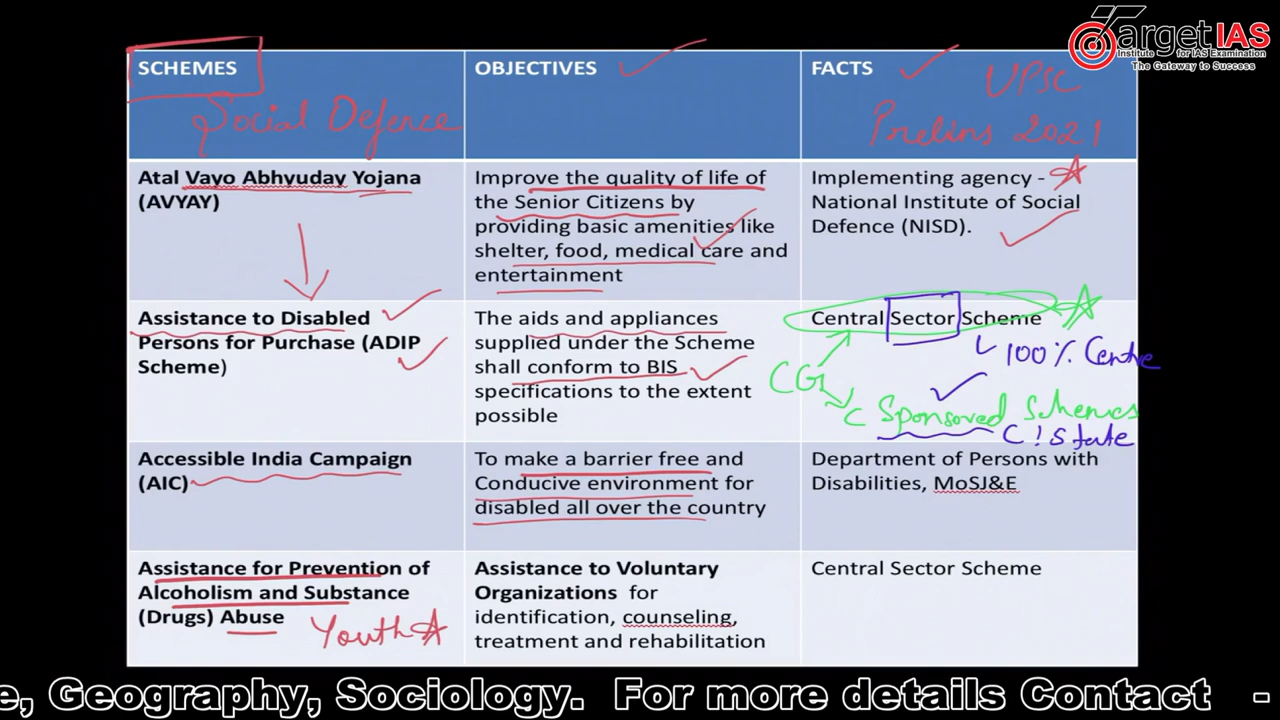 Target IAS
Institute for IAS Examination
The Gateway to Success
SCHEMES
Social Defence
OBJECTIVES
FACTS
UPSC
Prelims 2021
Atal Vayo Abhyuday Yojana
(AVYAY)
Improve the quality of life of
the Senior Citizens by
providing basic amenities like
shelter, food, medical care and
entertainment
Implementing agency -
National Institute of Social
Defence (NISD).
Assistance to Disabled
Persons for Purchase (ADIP
Scheme)
The aids and appliances
supplied under the Scheme
shall conform to BIS
specifications to the extent
possible
Central Sector Scheme
100% Centre
CG
C Sponsored Schemes
C : State
Accessible India Campaign
(AIC)
To make a barrier free and
Conducive environment for
disabled all over the country
Department of Persons with
Disabilities, MoSJ&E
Assistance for Prevention of
Alcoholism and Substance
(Drugs) Abuse
Youth
Assistance to Voluntary
Organizations for
identification, counseling,
treatment and rehabilitation
Central Sector Scheme
e, Geography, Sociology. For more details Contact -